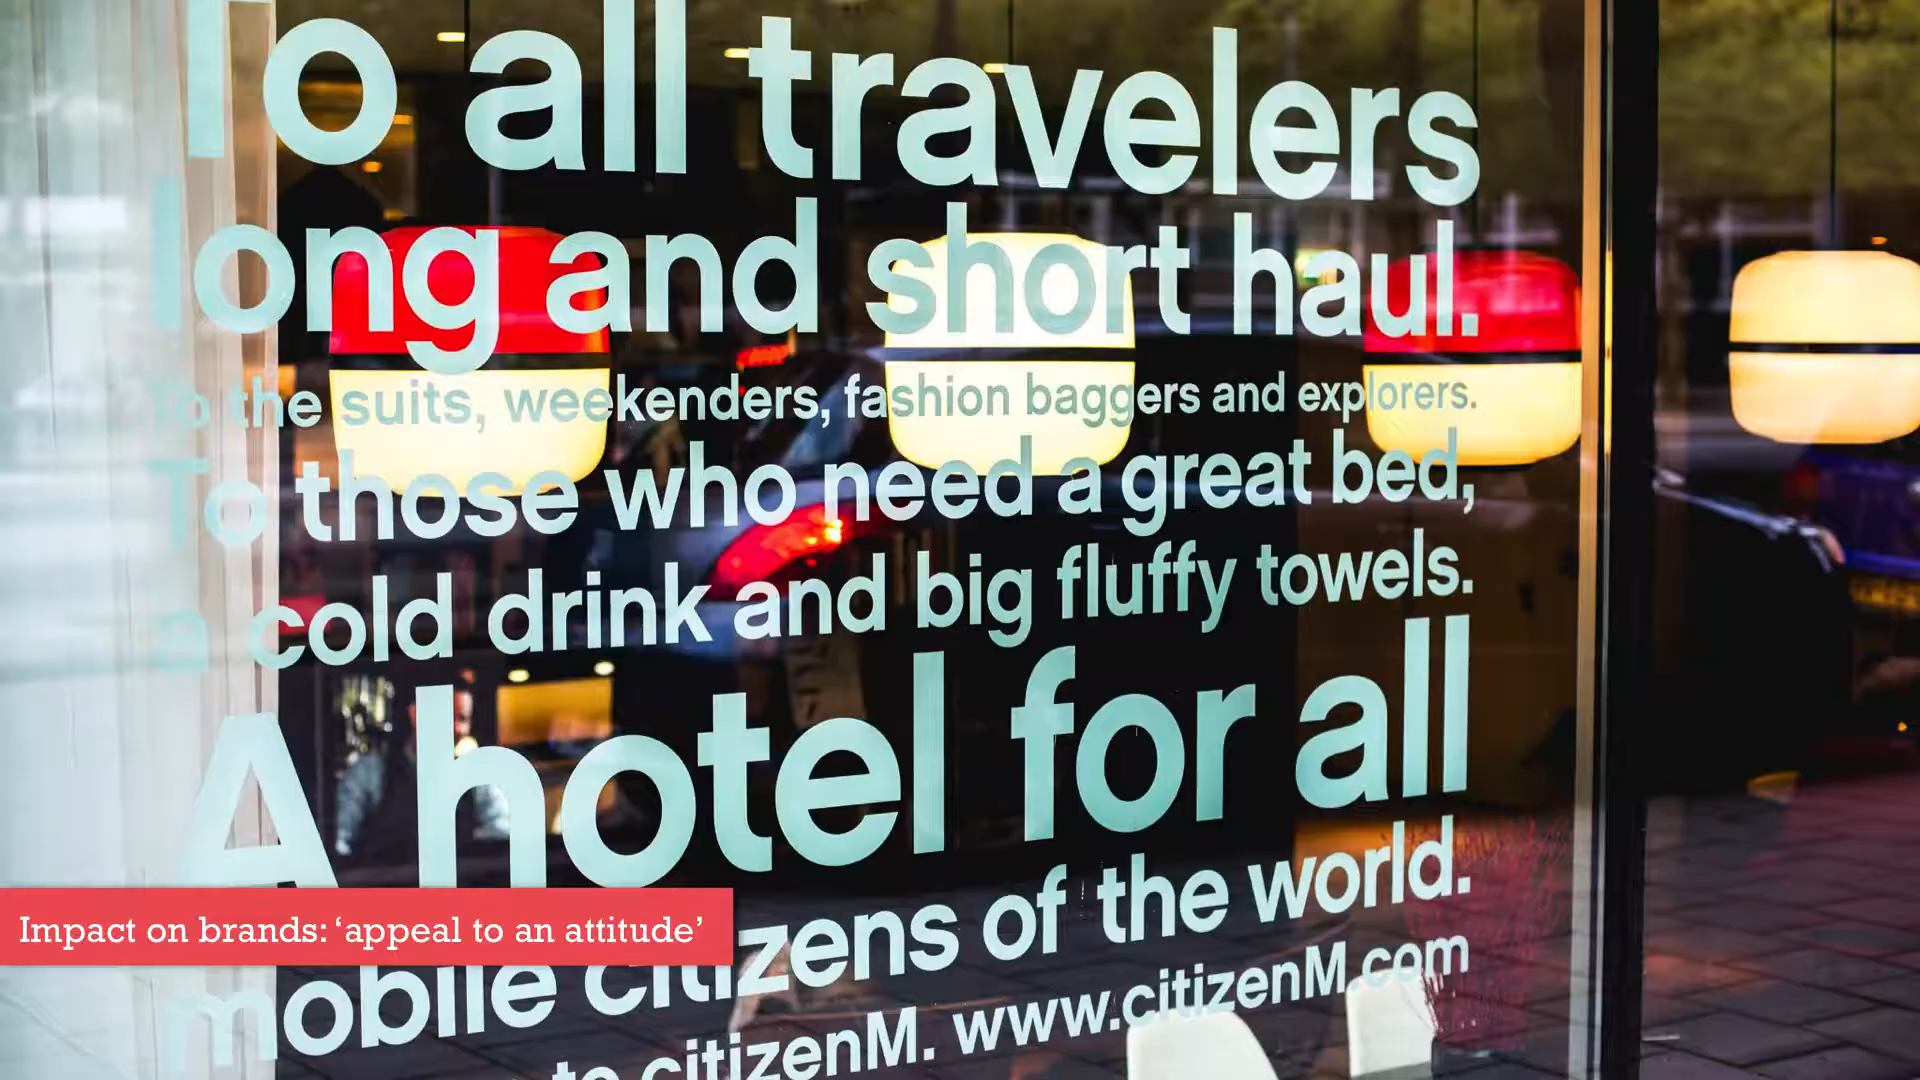 To all travelers
long and short haul.
To the suits, weekenders, fashion baggers and explorers.
To those who need a great bed,
a cold drink and big fluffy towels.
A hotel for all
mobile citizens of the world.
to citizenM. www.citizenM.com
Impact on brands: ‘appeal to an attitude’